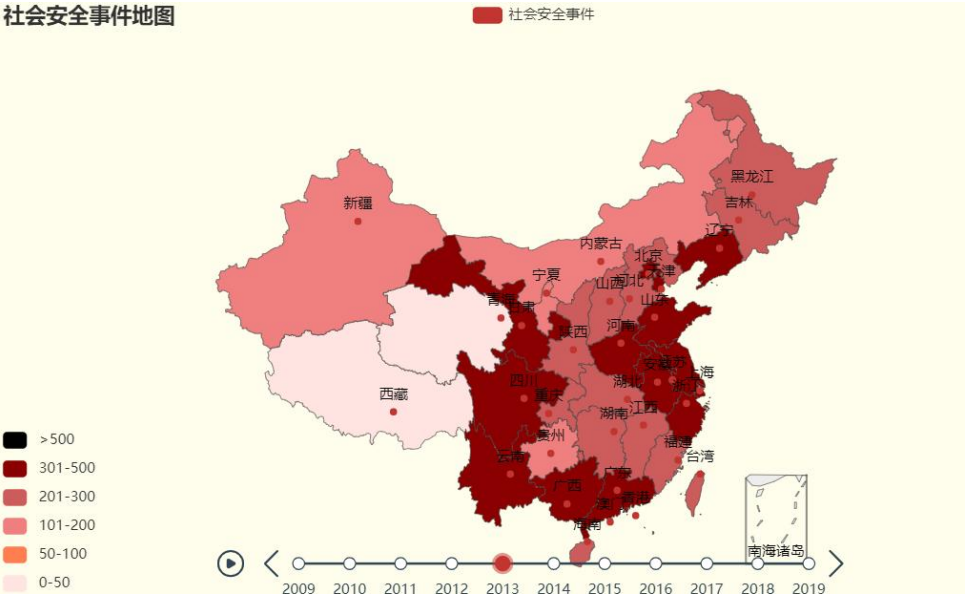 社会安全事件地图
社会安全事件
黑龙江
吉林
辽宁
新疆
内蒙古
北京
天津
宁夏
山西
河北
青海
甘肃
山东
陕西
河南
江苏
安徽
上海
四川
湖北
浙江
重庆
西藏
湖南
江西
贵州
福建
云南
台湾
广西
广东
香港
澳门
海南
南海诸岛
>500
301-500
201-300
101-200
50-100
0-50
2009 2010 2011 2012 2013 2014 2015 2016 2017 2018 2019